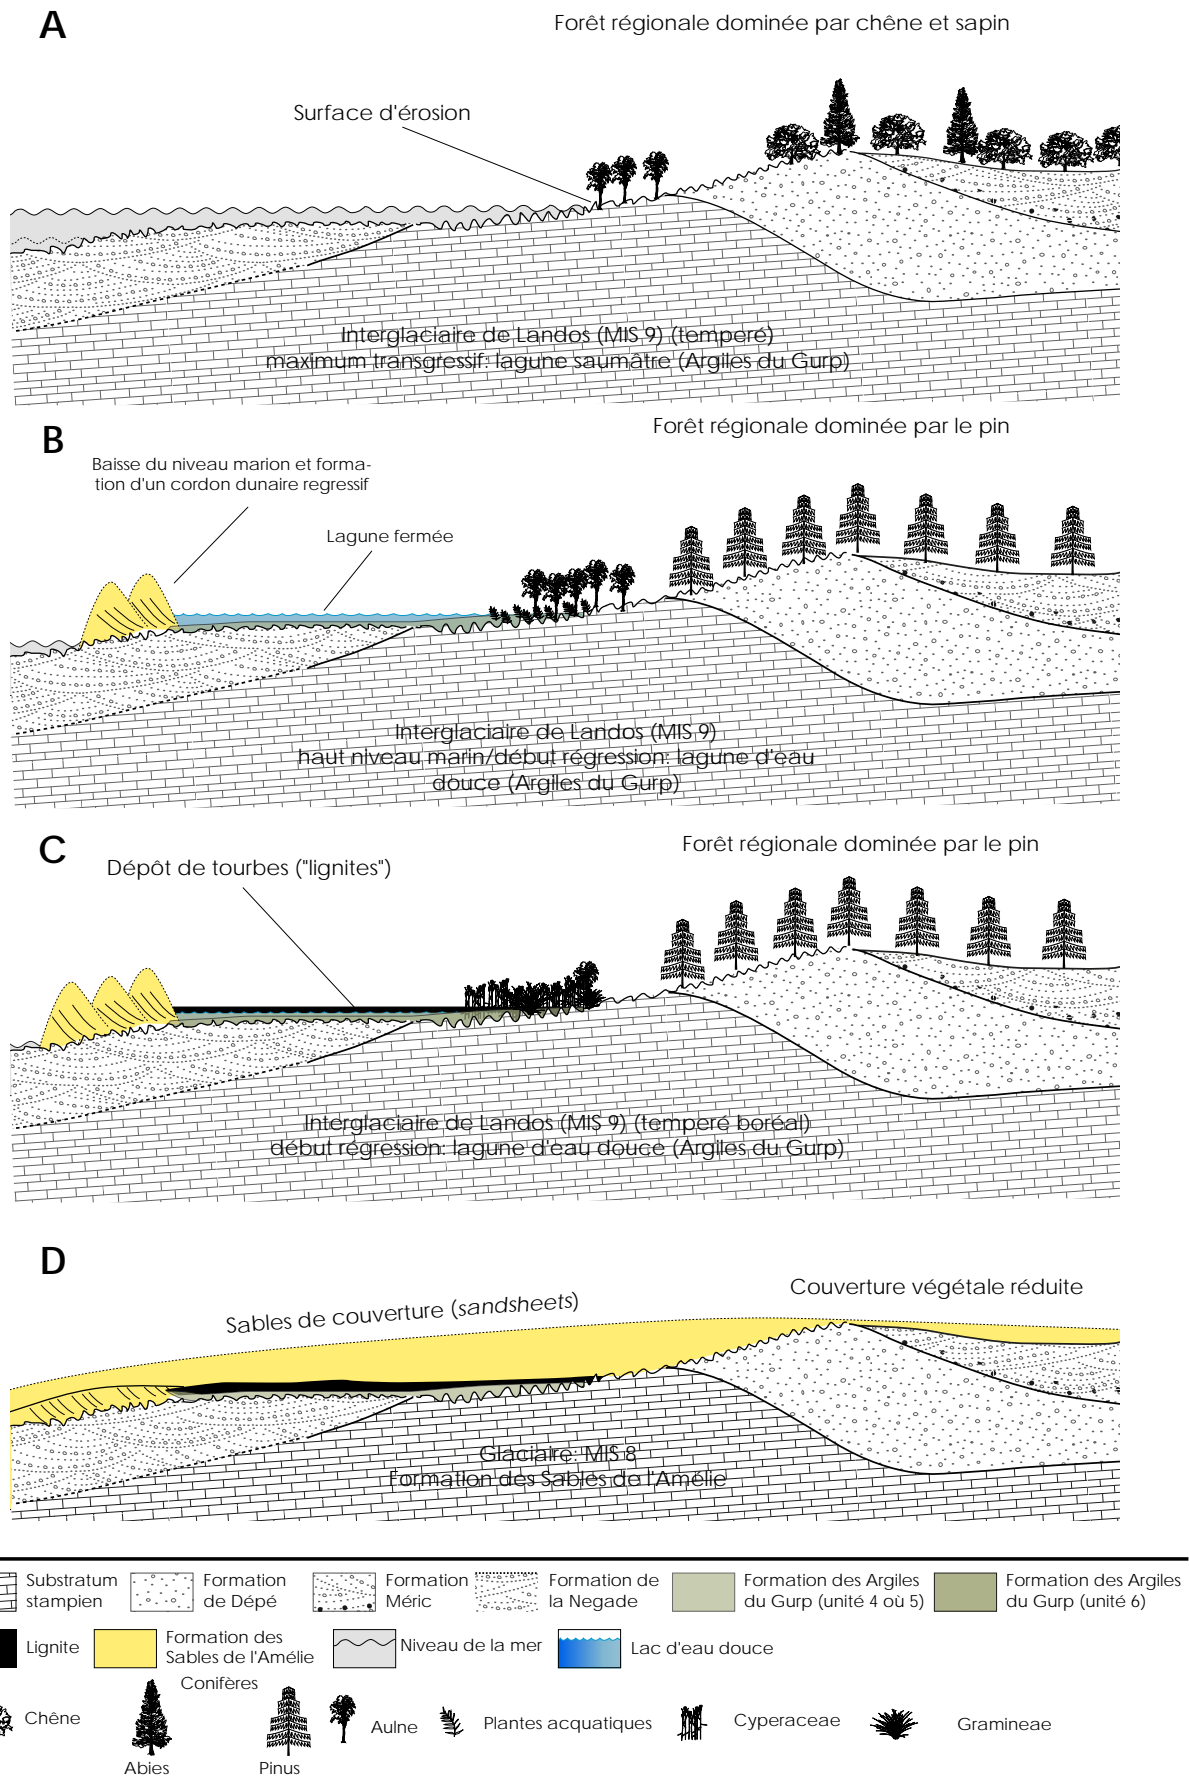 A
Forêt régionale dominée par chêne et sapin
Surface d'érosion
Interglaciaire de Landos (MIS 9) (temperé)
maximum transgressif: lagune saumâtre (Argiles du Gurp)
B
Forêt régionale dominée par le pin
Baisse du niveau marion et forma-
tion d'un cordon dunaire regressif
Lagune fermée
Interglaciaire de Landos (MIS 9)
haut niveau marin/début régression: lagune d'eau
douce (Argiles du Gurp)
C
Forêt régionale dominée par le pin
Dépôt de tourbes ("lignites")
Interglaciaire de Landos (MIS 9) (temperé boréal)
début régression: lagune d'eau douce (Argiles du Gurp)
D
Couverture végétale réduite
Sables de couverture (sandsheets)
Glaciaire: MIS 8
Formation des Sables de l'Amélie
Substratum
stampien
Formation
de Dépé
Formation
Méric
Formation de
la Negade
Formation des Argiles
du Gurp (unité 4 où 5)
Formation des Argiles
du Gurp (unité 6)
Lignite
Formation des
Sables de l'Amélie
Niveau de la mer
Lac d'eau douce
Conifères
Chêne
Aulne
Plantes acquatiques
Cyperaceae
Gramineae
Abies
Pinus